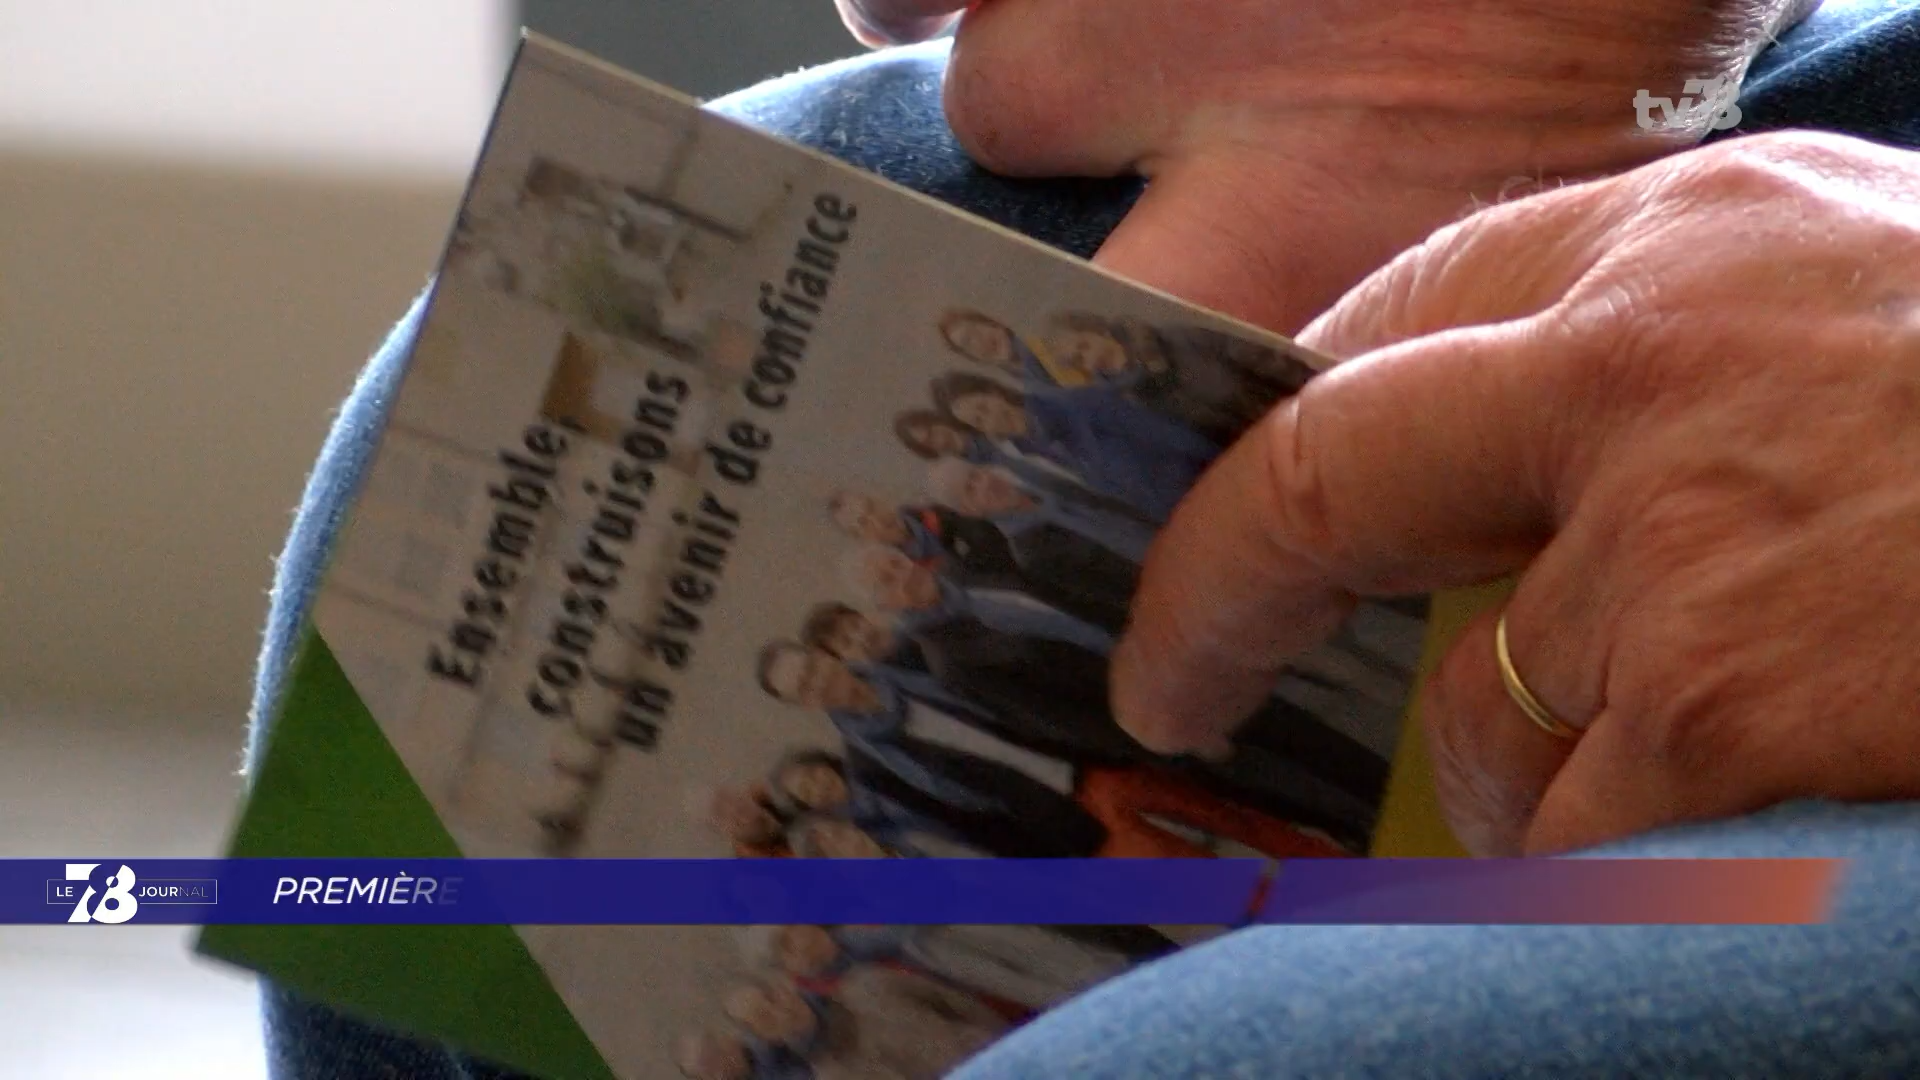 tv78
Ensemble,
construisons
un avenir de confiance
LE 78 JOURNAL
PREMIÈRE